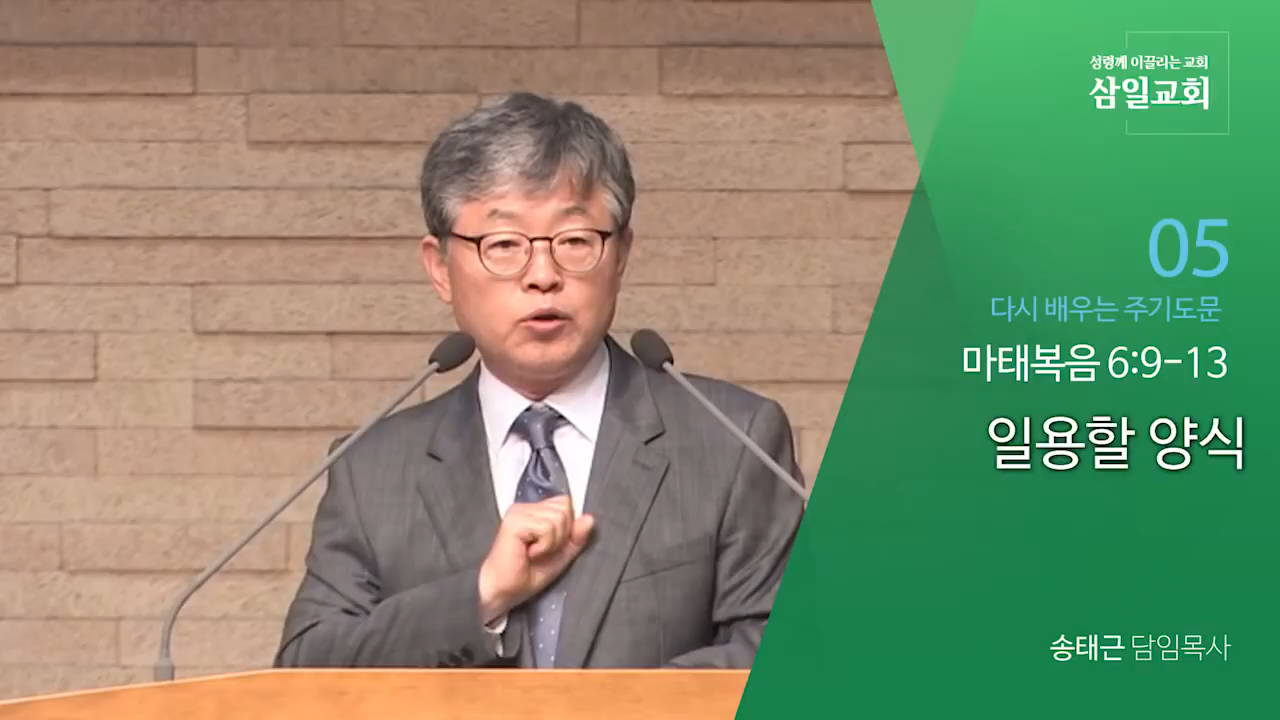 성령께 이끌리는 교회
삼일교회
05
다시 배우는 주기도문
마태복음 6:9-13
일용할 양식
송태근 담임목사